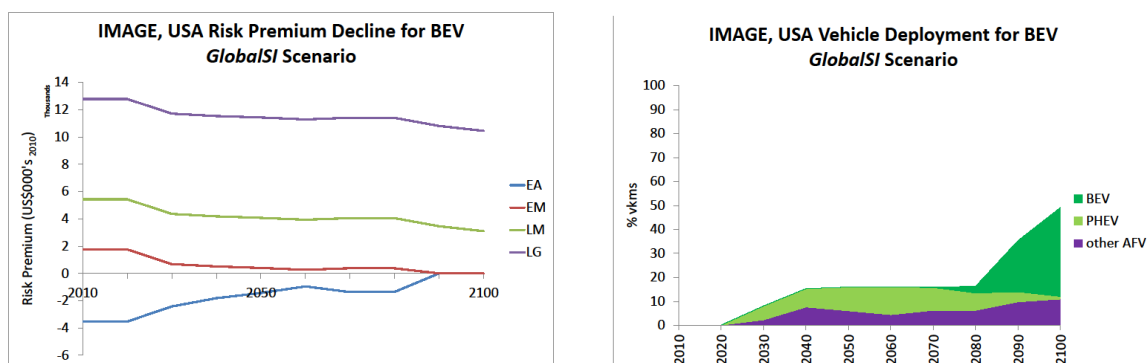 IMAGE, USA Risk Premium Decline for BEV
GlobalSI Scenario
Risk Premium (US$000's 2010)
Thousands
14
12
10
8
6
4
2
0
-2
-4
-6
2010
2050
2100
EA
EM
LM
LG
IMAGE, USA Vehicle Deployment for BEV
GlobalSI Scenario
% vkms
100
90
80
70
60
50
40
30
20
10
0
2010
2020
2030
2040
2050
2060
2070
2080
2090
2100
BEV
PHEV
other AFV